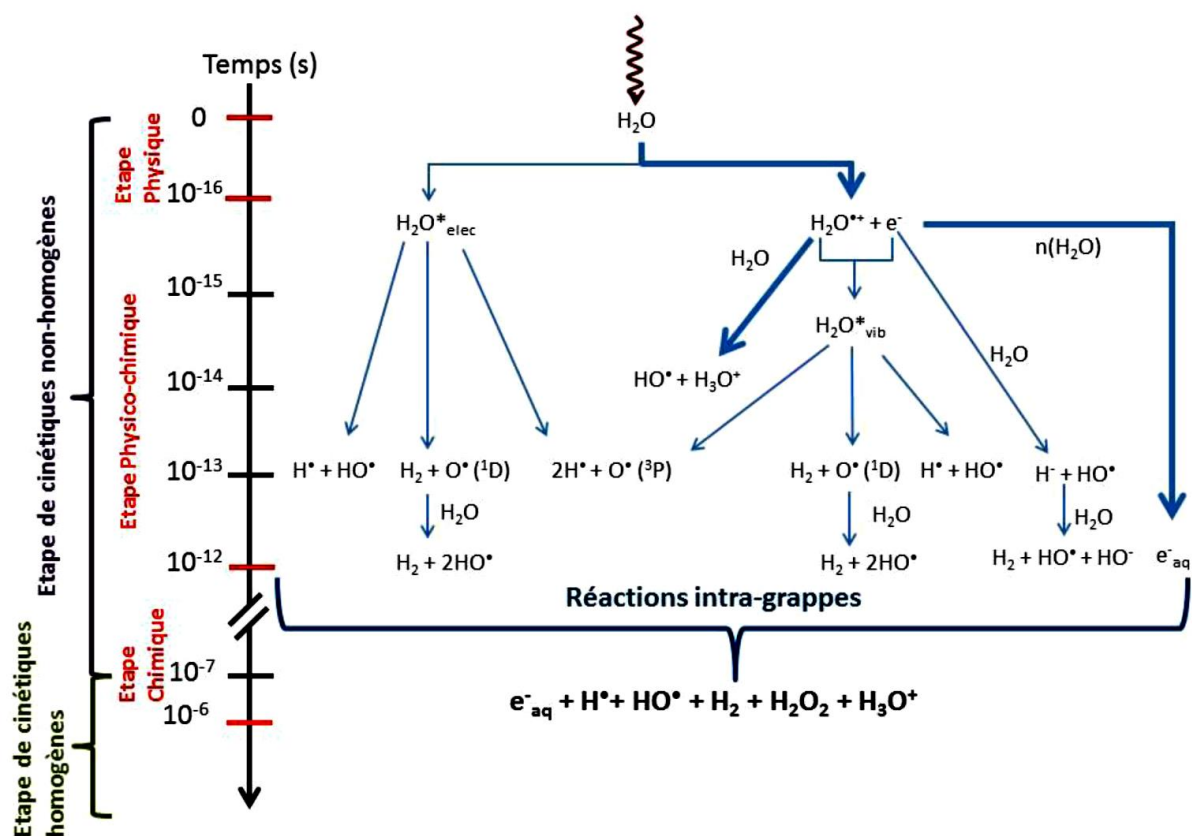 Temps (s)
0
H₂O
Etape
Physique
10⁻¹⁶
H₂O*elec
H₂O•⁺ + e⁻
n(H₂O)
H₂O
10⁻¹⁵
H₂O*vib
H₂O
10⁻¹⁴
HO• + H₃O⁺
Etape Physico-chimique
Etape de cinétiques non-homogènes
10⁻¹³
H• + HO•
H₂ + O• (¹D)
2H• + O• (³P)
H₂ + O• (¹D)
H• + HO•
H⁻ + HO•
H₂O
H₂O
H₂O
10⁻¹²
H₂ + 2HO•
H₂ + 2HO•
H₂ + HO• + HO⁻
e⁻aq
Réactions intra-grappes
Etape
Chimique
10⁻⁷
10⁻⁶
e⁻aq + H•+ HO• + H₂ + H₂O₂ + H₃O⁺
Etape de cinétiques
homogènes